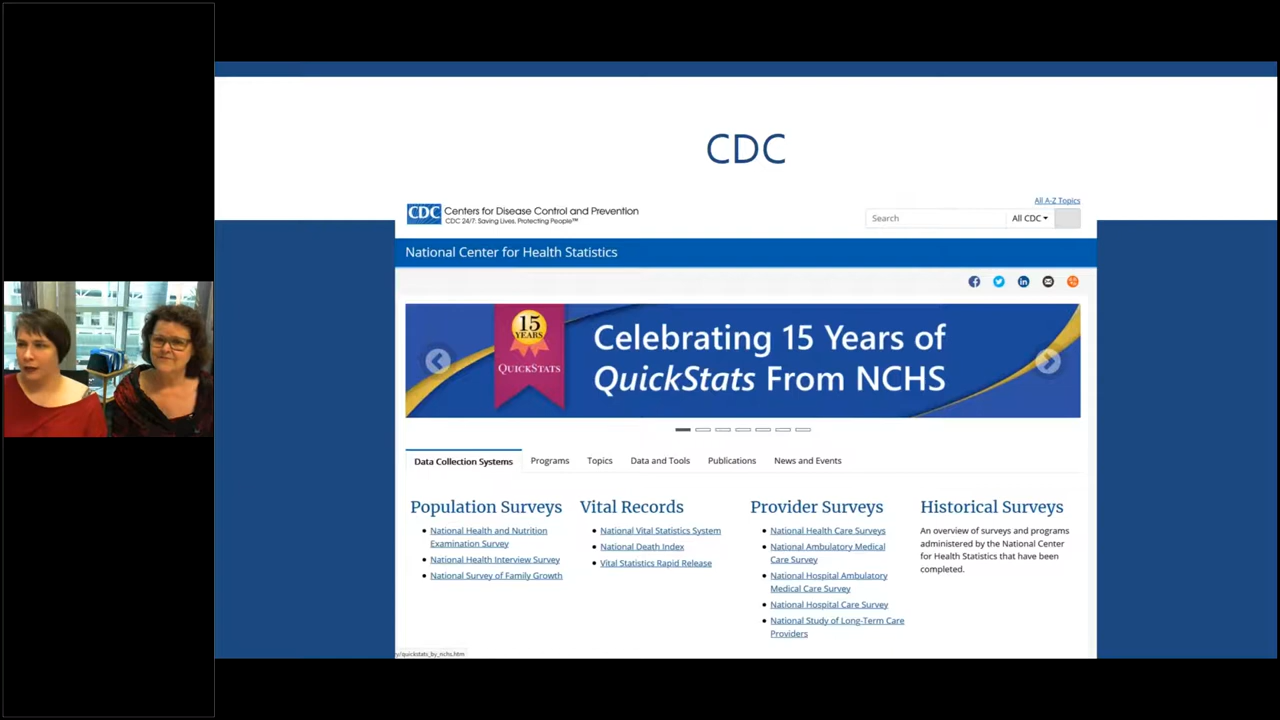 CDC
All A-Z Topics
CDC Centers for Disease Control and Prevention
CDC 24/7: Saving Lives, Protecting People™
Search All CDC
National Center for Health Statistics
15
YEARS
QUICKSTATS
Celebrating 15 Years of
QuickStats From NCHS
Data Collection Systems Programs Topics Data and Tools Publications News and Events
Population Surveys
National Health and Nutrition
Examination Survey
National Health Interview Survey
National Survey of Family Growth
Vital Records
National Vital Statistics System
National Death Index
Vital Statistics Rapid Release
Provider Surveys
National Health Care Surveys
National Ambulatory Medical
Care Survey
National Hospital Ambulatory
Medical Care Survey
National Hospital Care Survey
National Study of Long-Term Care
Providers
Historical Surveys
An overview of surveys and programs
administered by the National Center
for Health Statistics that have been
completed.
y/quickstats_by_nchs.htm